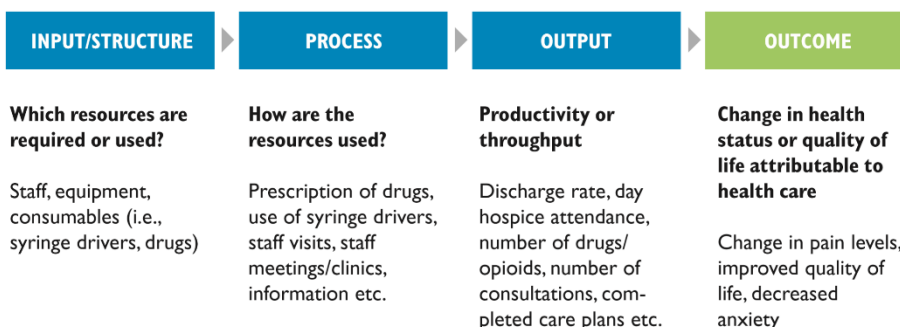 INPUT/STRUCTURE
PROCESS
OUTPUT
OUTCOME
Which resources are
required or used?
Staff, equipment,
consumables (i.e.,
syringe drivers, drugs)
How are the
resources used?
Prescription of drugs,
use of syringe drivers,
staff visits, staff
meetings/clinics,
information etc.
Productivity or
throughput
Discharge rate, day
hospice attendance,
number of drugs/
opioids, number of
consultations, com-
pleted care plans etc.
Change in health
status or quality of
life attributable to
health care
Change in pain levels,
improved quality of
life, decreased
anxiety